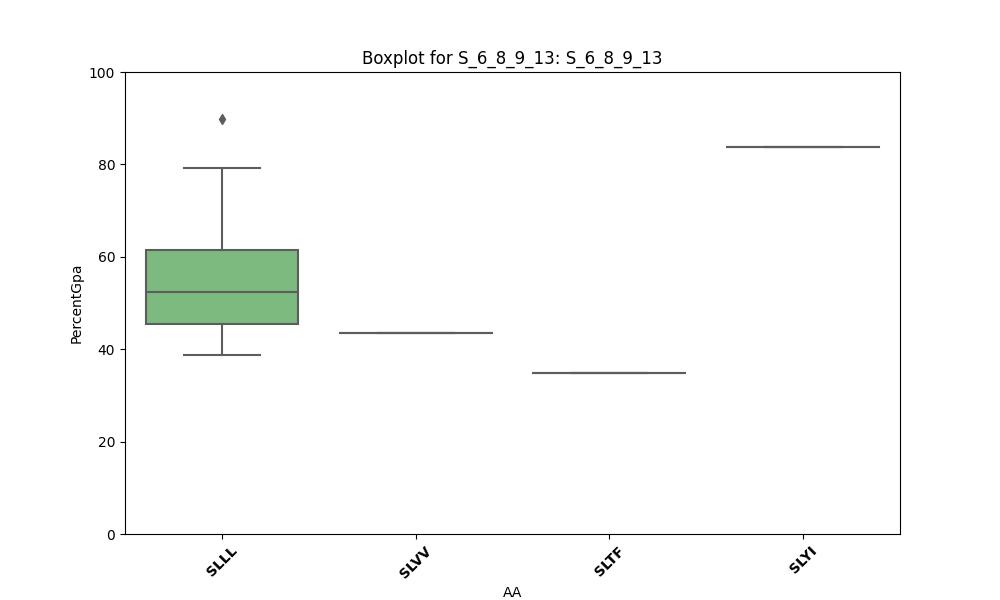 Boxplot for S_6_8_9_13: S_6_8_9_13
100
80
60
40
20
0
PercentGpa
SLLL
SLVV
SLTF
SLYI
AA